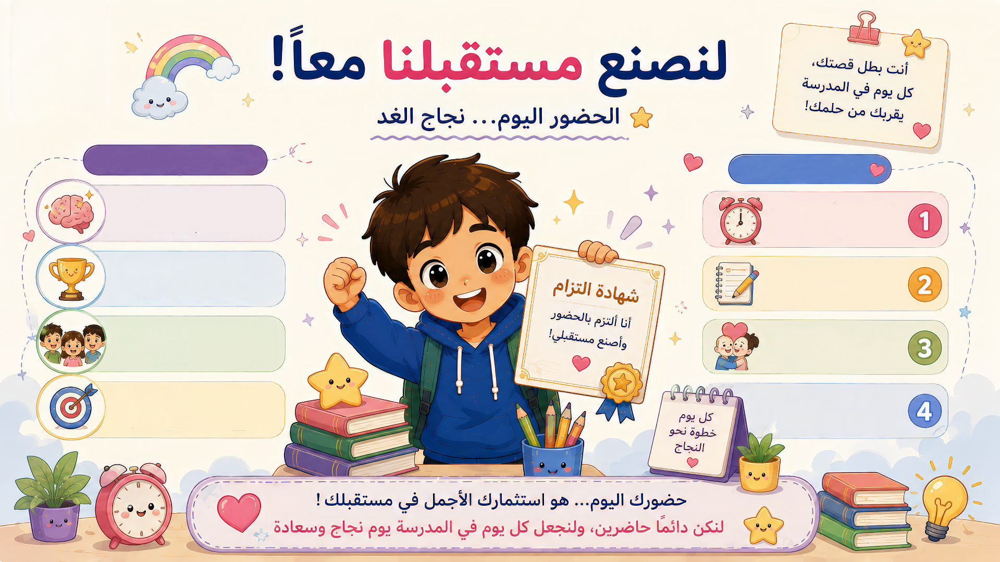 لنصنع مستقبلنا معاً!
الحضور اليوم... نجاح الغد
أنت بطل قصتك،
كل يوم في المدرسة
يقربك من حلمك!
1
2
3
4
شهادة التزام
أنا ألتزم بالحضور
وأصنع مستقبلي!
كل يوم
خطوة نحو
النجاح
حضورك اليوم... هو استثمارك الأجمل في مستقبلك!
لنكن دائماً حاضرين، ولنجعل كل يوم في المدرسة يوم نجاح وسعادة